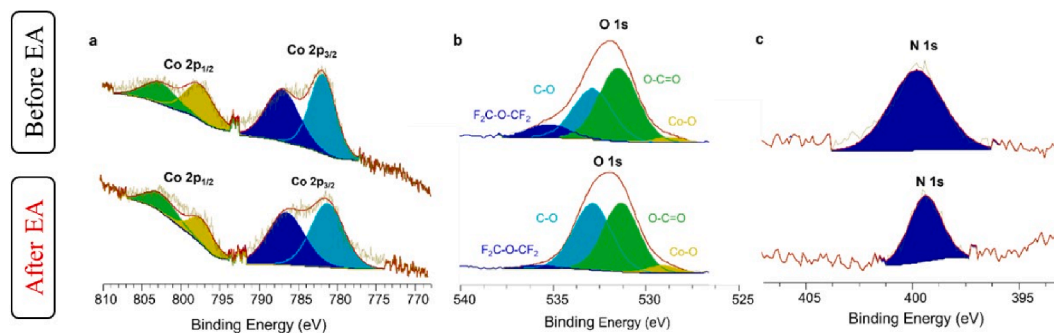 Before EA
a
Co 2p1/2
Co 2p3/2
b
O 1s
C-O
O-C=O
F2C-O-CF2
Co-O
c
N 1s
After EA
Co 2p1/2
Co 2p3/2
O 1s
C-O
O-C=O
F2C-O-CF2
Co-O
N 1s
810 805 800 795 790 785 780 775 770
Binding Energy (eV)
540 535 530 525
Binding Energy (eV)
405 400 395
Binding Energy (eV)